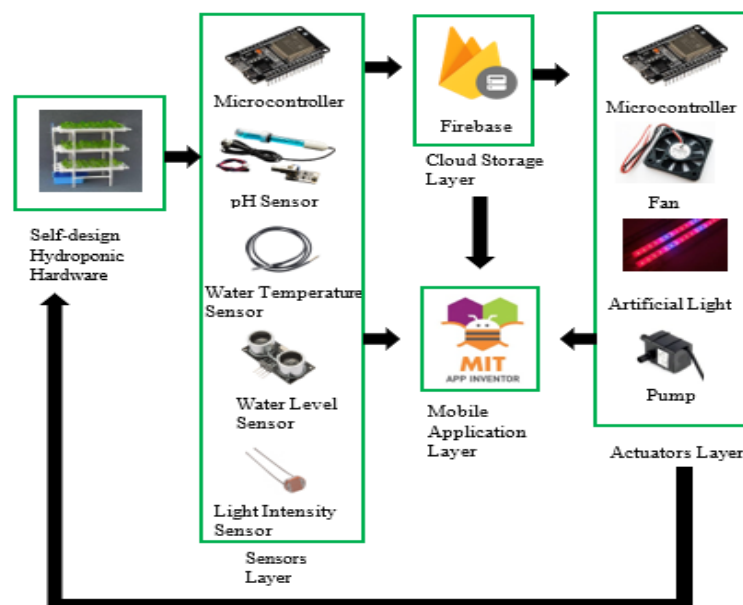 Self-design
Hydroponic
Hardware
Microcontroller
pH Sensor
Water Temperature
Sensor
Water Level
Sensor
Light Intensity
Sensor
Sensors
Layer
Firebase
Cloud Storage
Layer
MIT
APP INVENTOR
Mobile
Application
Layer
Microcontroller
Fan
Artificial Light
Pump
Actuators Layer